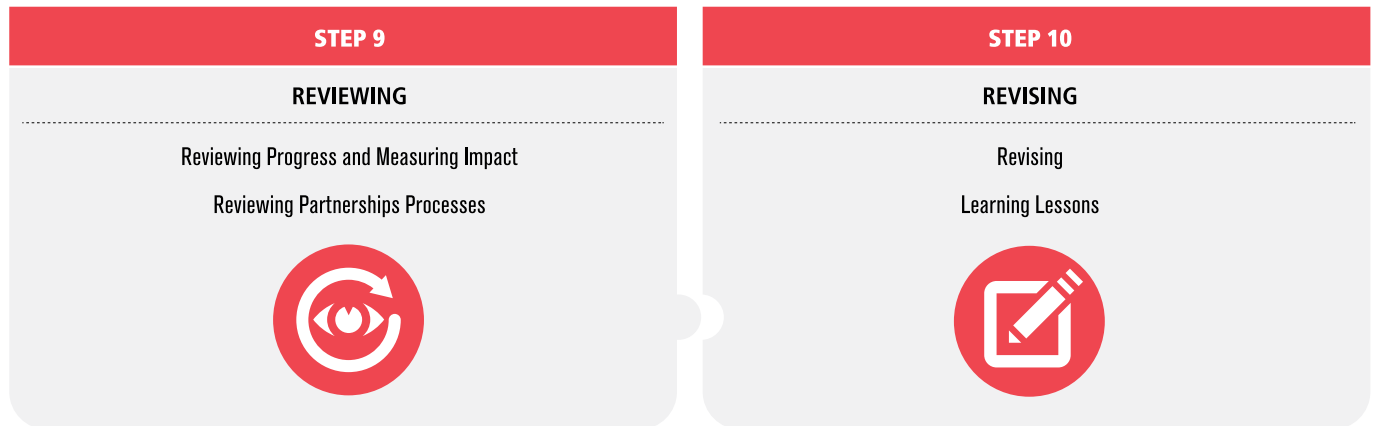 STEP 9
REVIEWING
Reviewing Progress and Measuring Impact
Reviewing Partnerships Processes
STEP 10
REVISING
Revising
Learning Lessons